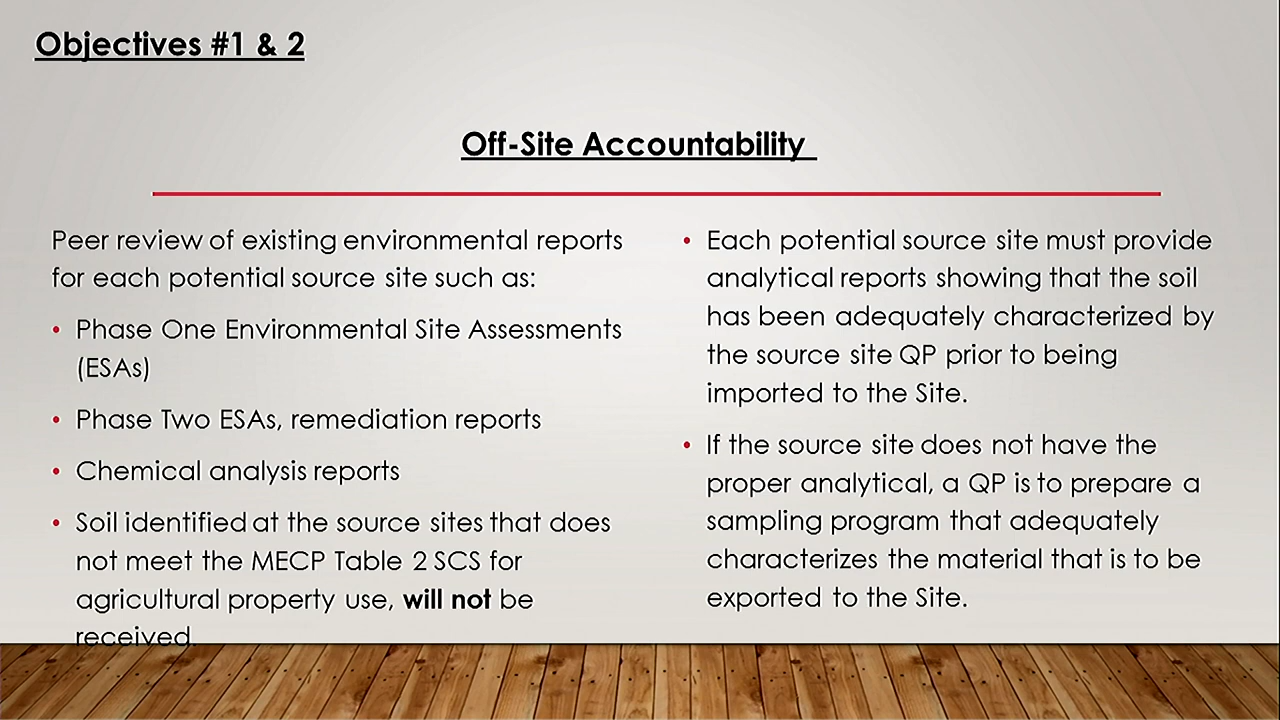 Objectives #1 & 2
Off-Site Accountability
Peer review of existing environmental reports
for each potential source site such as:
• Phase One Environmental Site Assessments
(ESAs)
• Phase Two ESAs, remediation reports
• Chemical analysis reports
• Soil identified at the source sites that does
not meet the MECP Table 2 SCS for
agricultural property use, will not be
received.
• Each potential source site must provide
analytical reports showing that the soil
has been adequately characterized by
the source site QP prior to being
imported to the Site.
• If the source site does not have the
proper analytical, a QP is to prepare a
sampling program that adequately
characterizes the material that is to be
exported to the Site.